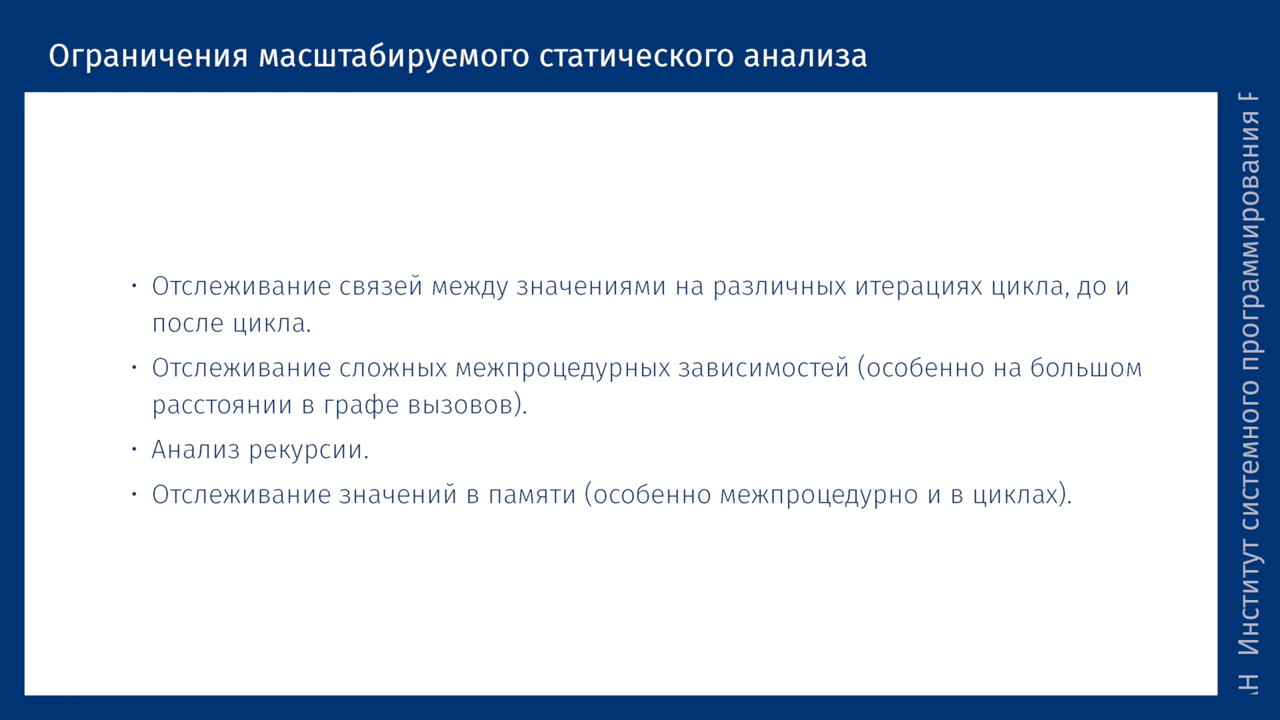 Ограничения масштабируемого статического анализа
• Отслеживание связей между значениями на различных итерациях цикла, до и
после цикла.
• Отслеживание сложных межпроцедурных зависимостей (особенно на большом
расстоянии в графе вызовов).
• Анализ рекурсии.
• Отслеживание значений в памяти (особенно межпроцедурно и в циклах).
Институт системного программирования